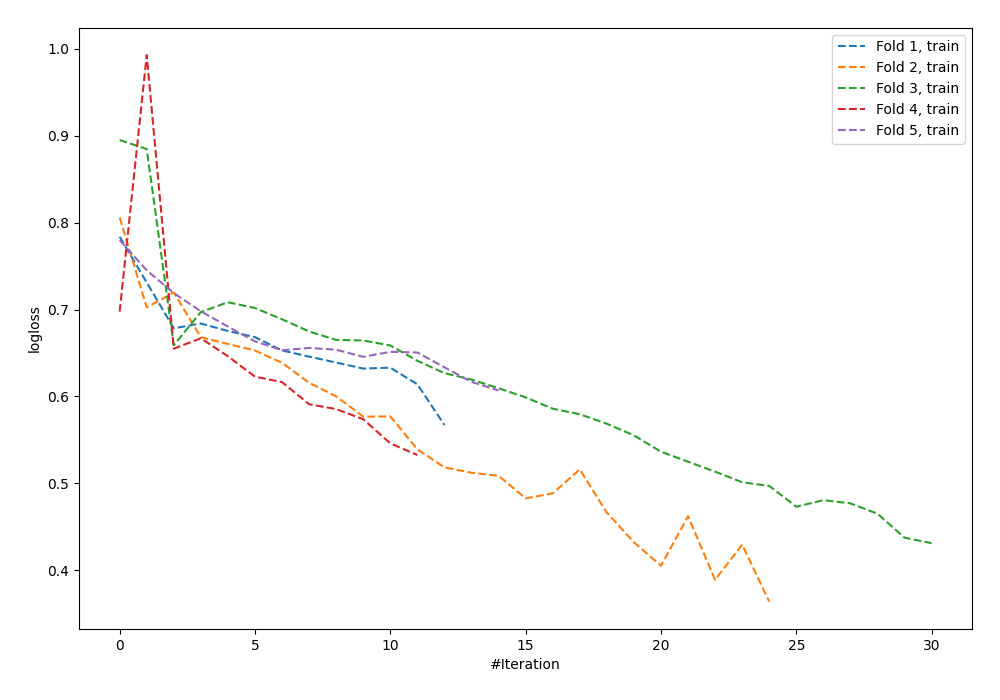 1.0
0.9
0.8
0.7
0.6
0.5
0.4
logloss
0
5
10
15
20
25
30
#Iteration
Fold 1, train
Fold 2, train
Fold 3, train
Fold 4, train
Fold 5, train